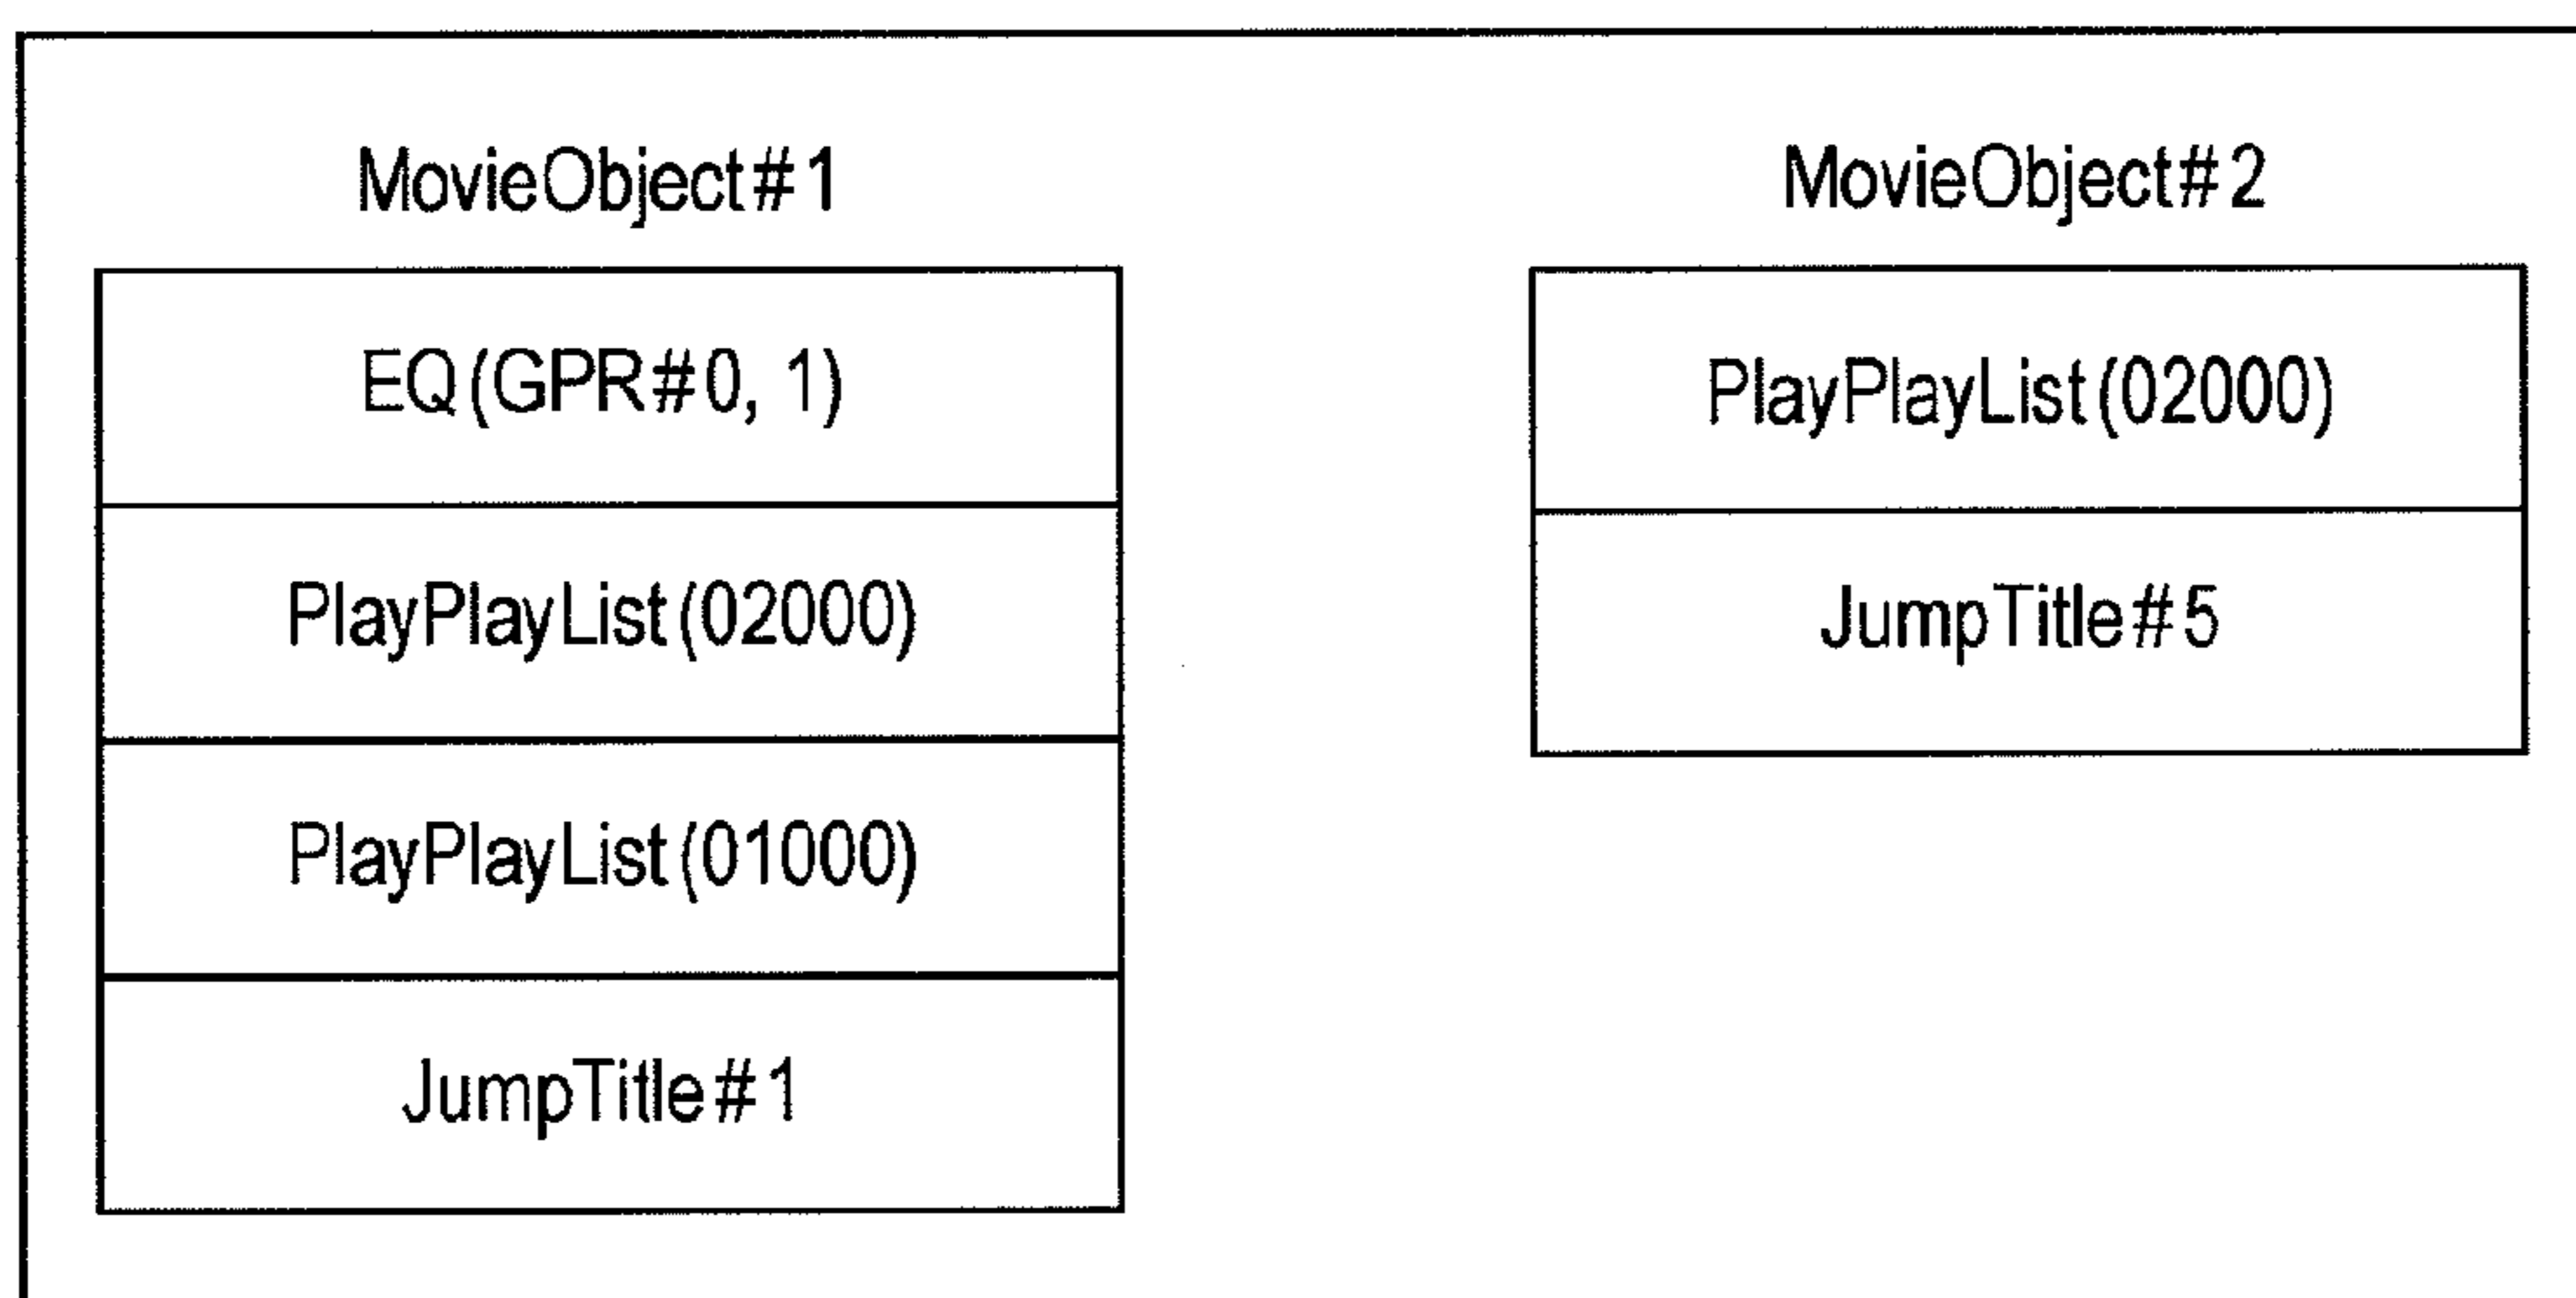 MovieObject#1
EQ(GPR#0, 1)
PlayPlayList(02000)
PlayPlayList(01000)
JumpTitle#1
MovieObject#2
PlayPlayList(02000)
JumpTitle#5